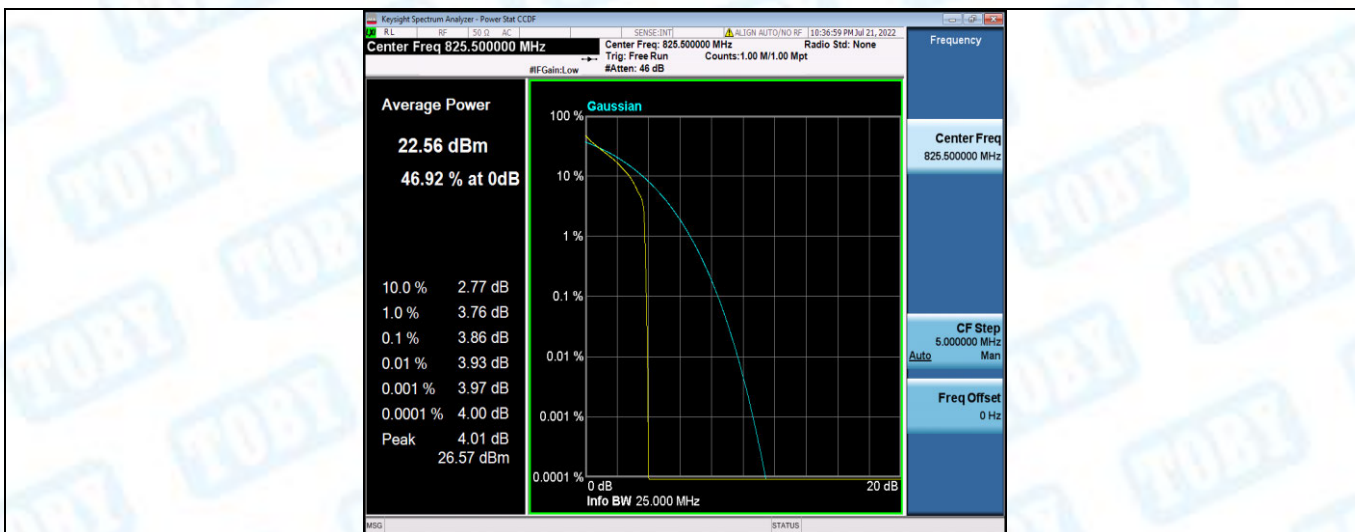 Keysight Spectrum Analyzer - Power Stat CCDF
RL RF 50 Ω AC SENSE:INT ALIGN AUTO/NO RF 10:36:59 PM Jul 21, 2022
Center Freq 825.500000 MHz
Center Freq: 825.500000 MHz Radio Std: None
Trig: Free Run Counts:1.00 M/1.00 Mpt
#IFGain:Low #Atten: 46 dB
Frequency
Average Power
22.56 dBm
46.92 % at 0dB
10.0 % 2.77 dB
1.0 % 3.76 dB
0.1 % 3.86 dB
0.01 % 3.93 dB
0.001 % 3.97 dB
0.0001 % 4.00 dB
Peak 4.01 dB
26.57 dBm
Gaussian
100 %
10 %
1 %
0.1 %
0.01 %
0.001 %
0.0001 %
0 dB 20 dB
Info BW 25.000 MHz
Center Freq
825.500000 MHz
CF Step
5.000000 MHz
Auto Man
Freq Offset
0 Hz
MSG STATUS
TOBY